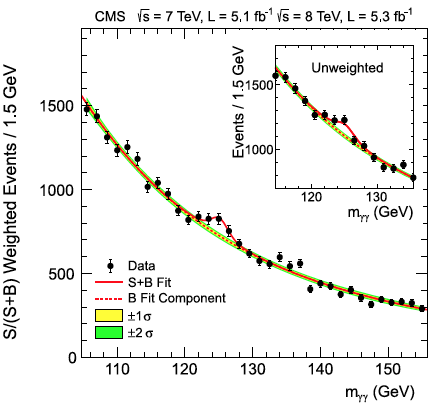 CMS √s = 7 TeV, L = 5,1 fb⁻¹ √s = 8 TeV, L = 5,3 fb⁻¹
S/(S+B) Weighted Events / 1.5 GeV
1500
1000
500
0
110 120 130 140 150
mγγ (GeV)
Data
S+B Fit
B Fit Component
±1σ
±2 σ
Unweighted
Events / 1.5 GeV
1500
1000
120 130
mγγ (GeV)